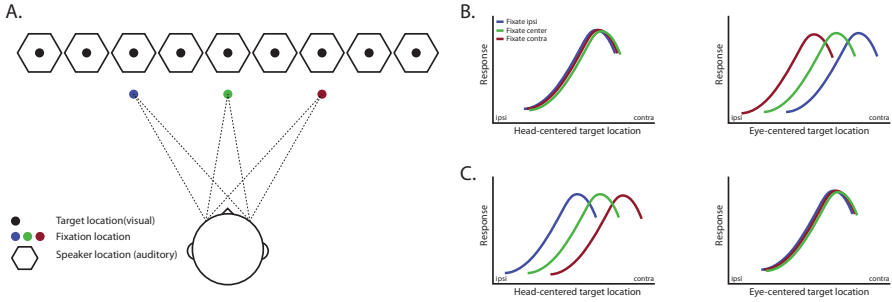 A.
Target location(visual)
Fixation location
Speaker location (auditory)
B.
Response
Fixate ipsi
Fixate center
Fixate contra
ipsi
contra
Head-centered target location
Response
ipsi
contra
Eye-centered target location
C.
Response
ipsi
contra
Head-centered target location
Response
ipsi
contra
Eye-centered target location